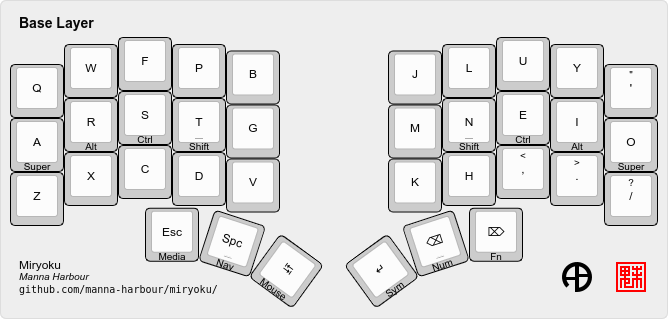 Base Layer
Q W F P B J L U Y " '
A Super R Alt S Ctrl T Shift G M N Shift E Ctrl I Alt O Super
Z X C D V K H < , > . ? /
Esc Media Spc Nav Mouse Sym Num Fn
Miryoku
Manna Harbour
github.com/manna-harbour/miryoku/